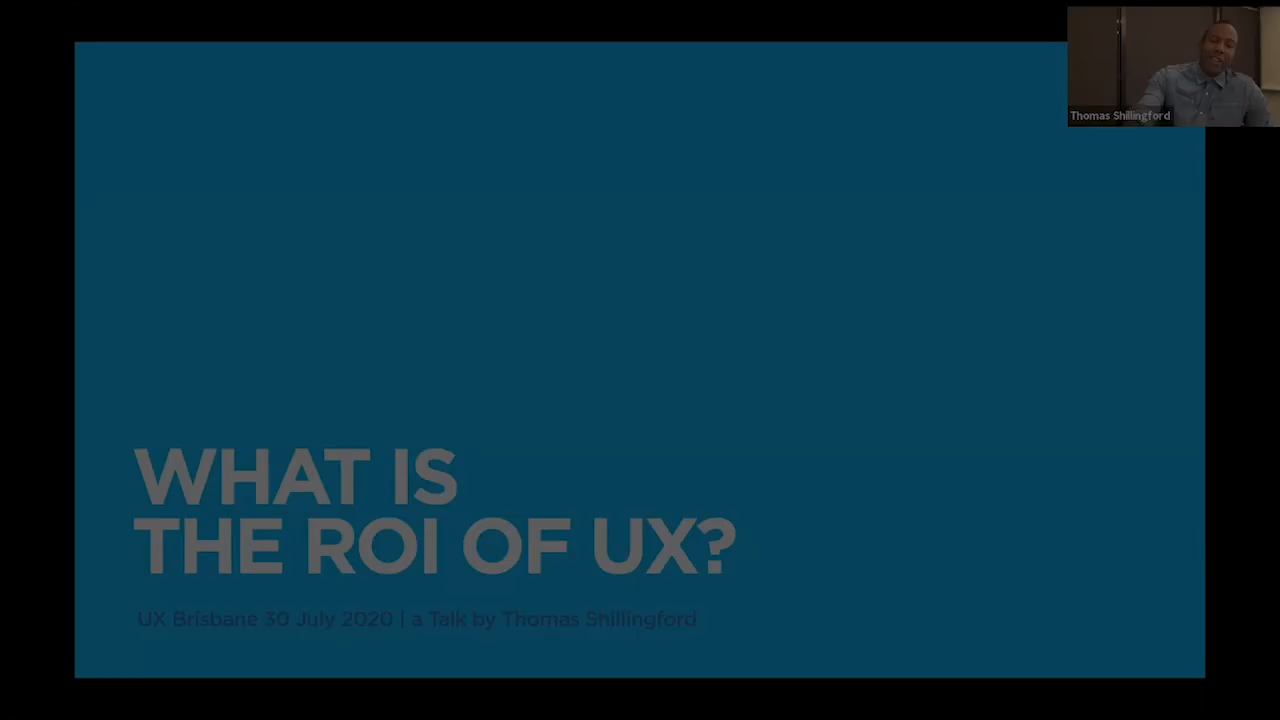 Thomas Shillingford
WHAT IS
THE ROI OF UX?
UX Brisbane 30 July 2020 | a Talk by Thomas Shillingford